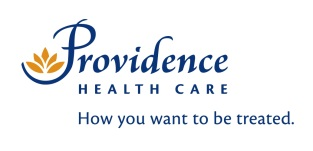 Providence
HEALTH CARE
How you want to be treated.